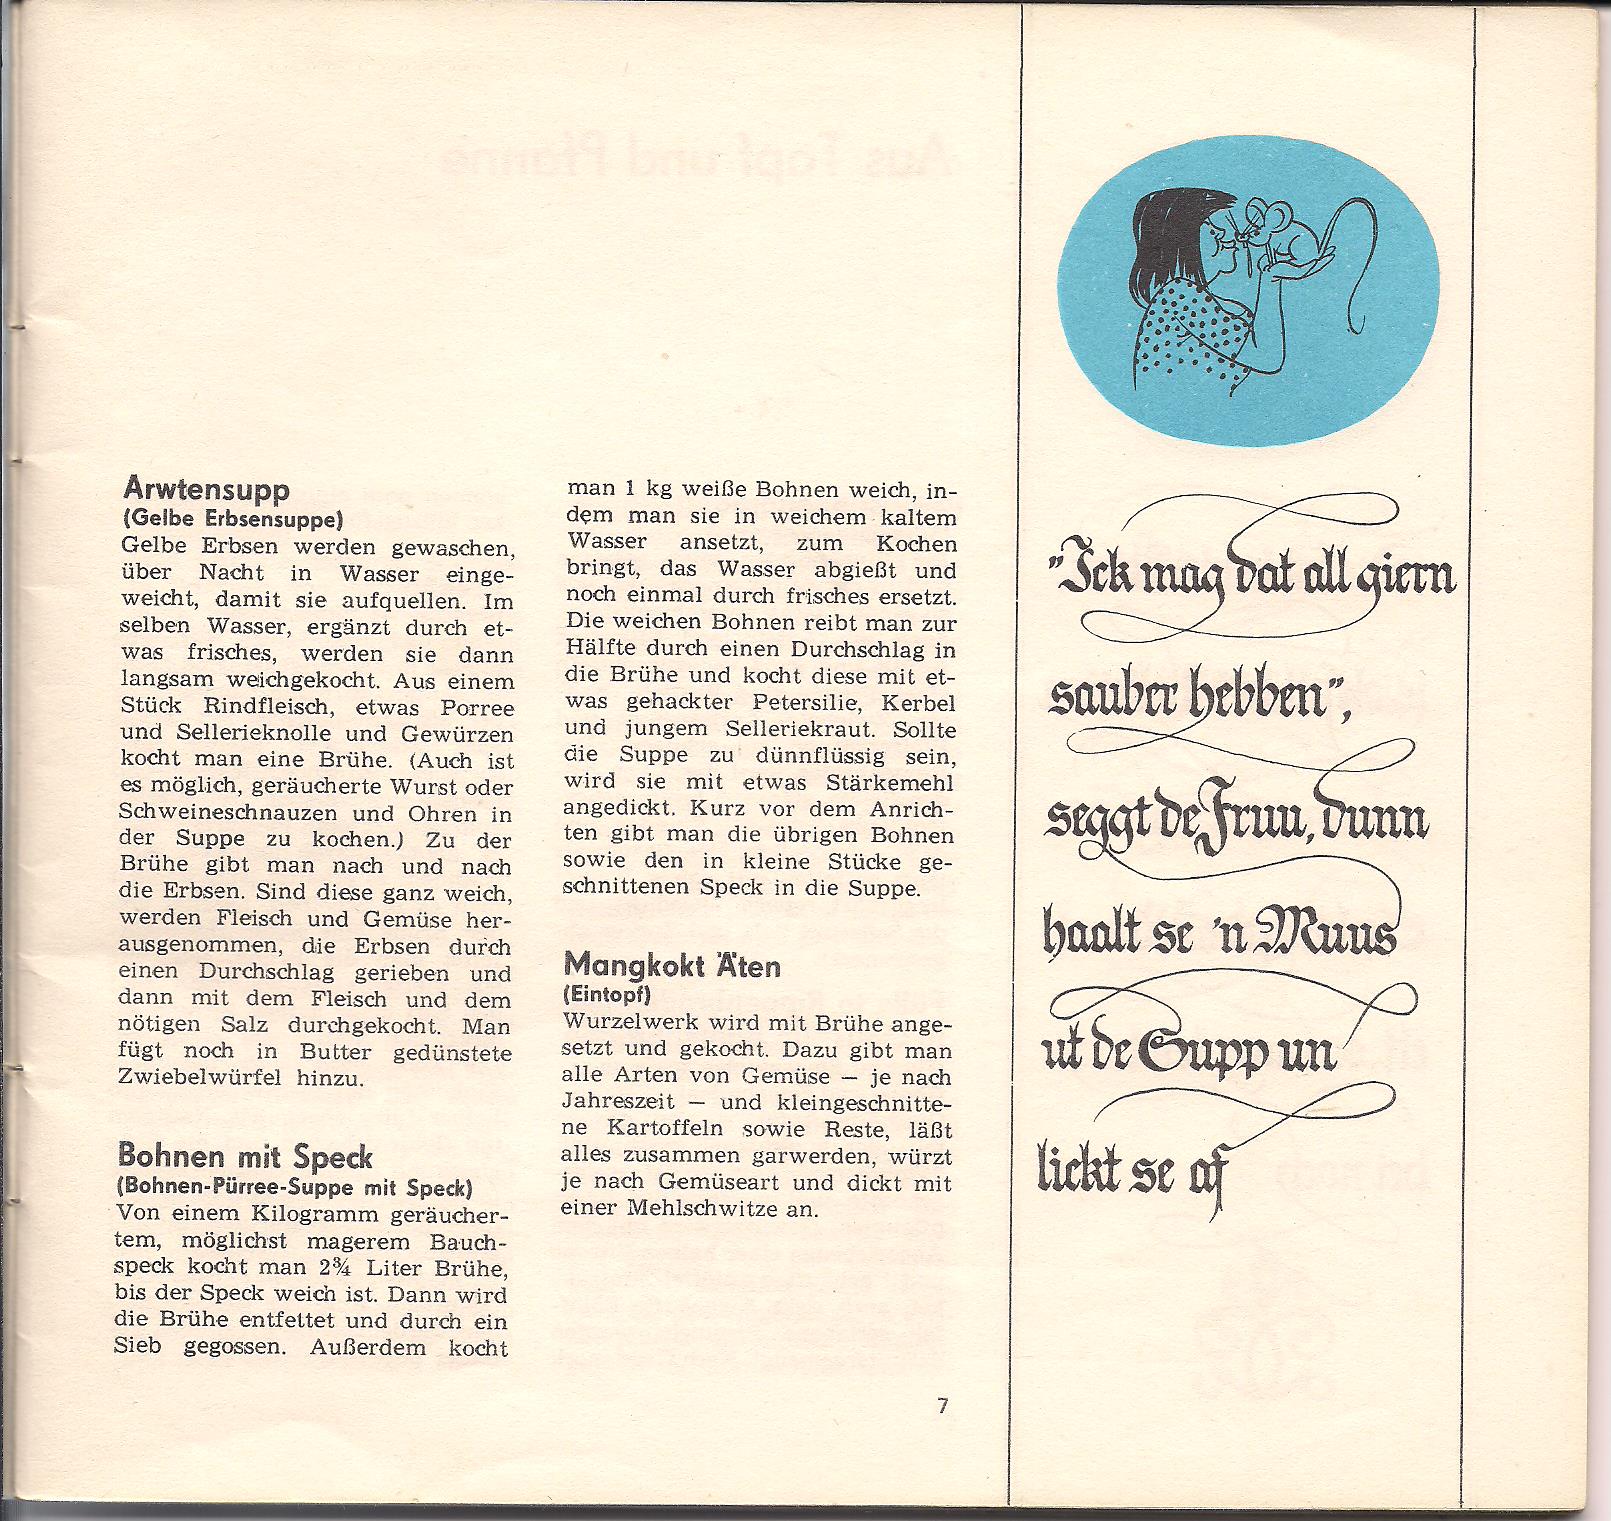 Arwtensupp
(Gelbe Erbsensuppe)
Gelbe Erbsen werden gewaschen,
über Nacht in Wasser einge-
weicht, damit sie aufquellen. Im
selben Wasser, ergänzt durch et-
was frisches, werden sie dann
langsam weichgekocht. Aus einem
Stück Rindfleisch, etwas Porree
und Sellerieknolle und Gewürzen
kocht man eine Brühe. (Auch ist
es möglich, geräucherte Wurst oder
Schweineschnauzen und Ohren in
der Suppe zu kochen.) Zu der
Brühe gibt man nach und nach
die Erbsen. Sind diese ganz weich,
werden Fleisch und Gemüse her-
ausgenommen, die Erbsen durch
einen Durchschlag gerieben und
dann mit dem Fleisch und dem
nötigen Salz durchgekocht. Man
fügt noch in Butter gedünstete
Zwiebelwürfel hinzu.
Bohnen mit Speck
(Bohnen-Pürree-Suppe mit Speck)
Von einem Kilogramm geräucher-
tem, möglichst magerem Bauch-
speck kocht man 2¾ Liter Brühe,
bis der Speck weich ist. Dann wird
die Brühe entfettet und durch ein
Sieb gegossen. Außerdem kocht
man 1 kg weiße Bohnen weich, in-
dem man sie in weichem kaltem
Wasser ansetzt, zum Kochen
bringt, das Wasser abgießt und
noch einmal durch frisches ersetzt.
Die weichen Bohnen reibt man zur
Hälfte durch einen Durchschlag in
die Brühe und kocht diese mit et-
was gehackter Petersilie, Kerbel
und jungem Selleriekraut. Sollte
die Suppe zu dünnflüssig sein,
wird sie mit etwas Stärkemehl
angedickt. Kurz vor dem Anrich-
ten gibt man die übrigen Bohnen
sowie den in kleine Stücke ge-
schnittenen Speck in die Suppe.
Mangkokt Äten
(Eintopf)
Wurzelwerk wird mit Brühe ange-
setzt und gekocht. Dazu gibt man
alle Arten von Gemüse — je nach
Jahreszeit — und kleingeschnitte-
ne Kartoffeln sowie Reste, läßt
alles zusammen garwerden, würzt
je nach Gemüseart und dickt mit
einer Mehlschwitze an.
7
"Ick mag dat all giern
sauber hebben",
seggt de Fruu, dunn
haalt se 'n Muus
ut de Supp un
lickt se af